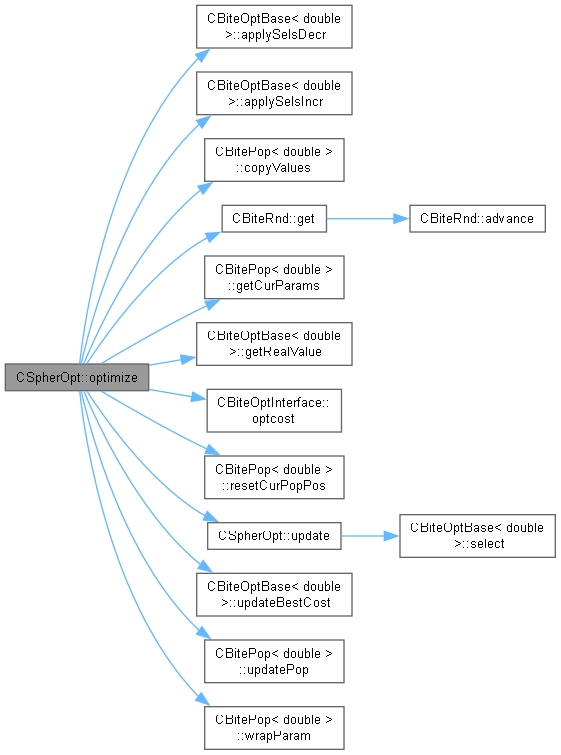 CBiteOptBase< double
>::applySelsDecr
CBiteOptBase< double
>::applySelsIncr
CBitePop< double >
::copyValues
CBiteRnd::get
CBiteRnd::advance
CBitePop< double >
::getCurParams
CBiteOptBase< double
>::getRealValue
CSpherOpt::optimize
CBiteOptInterface::
optcost
CBitePop< double >
::resetCurPopPos
CSpherOpt::update
CBiteOptBase< double
>::select
CBiteOptBase< double
>::updateBestCost
CBitePop< double >
::updatePop
CBitePop< double >
::wrapParam